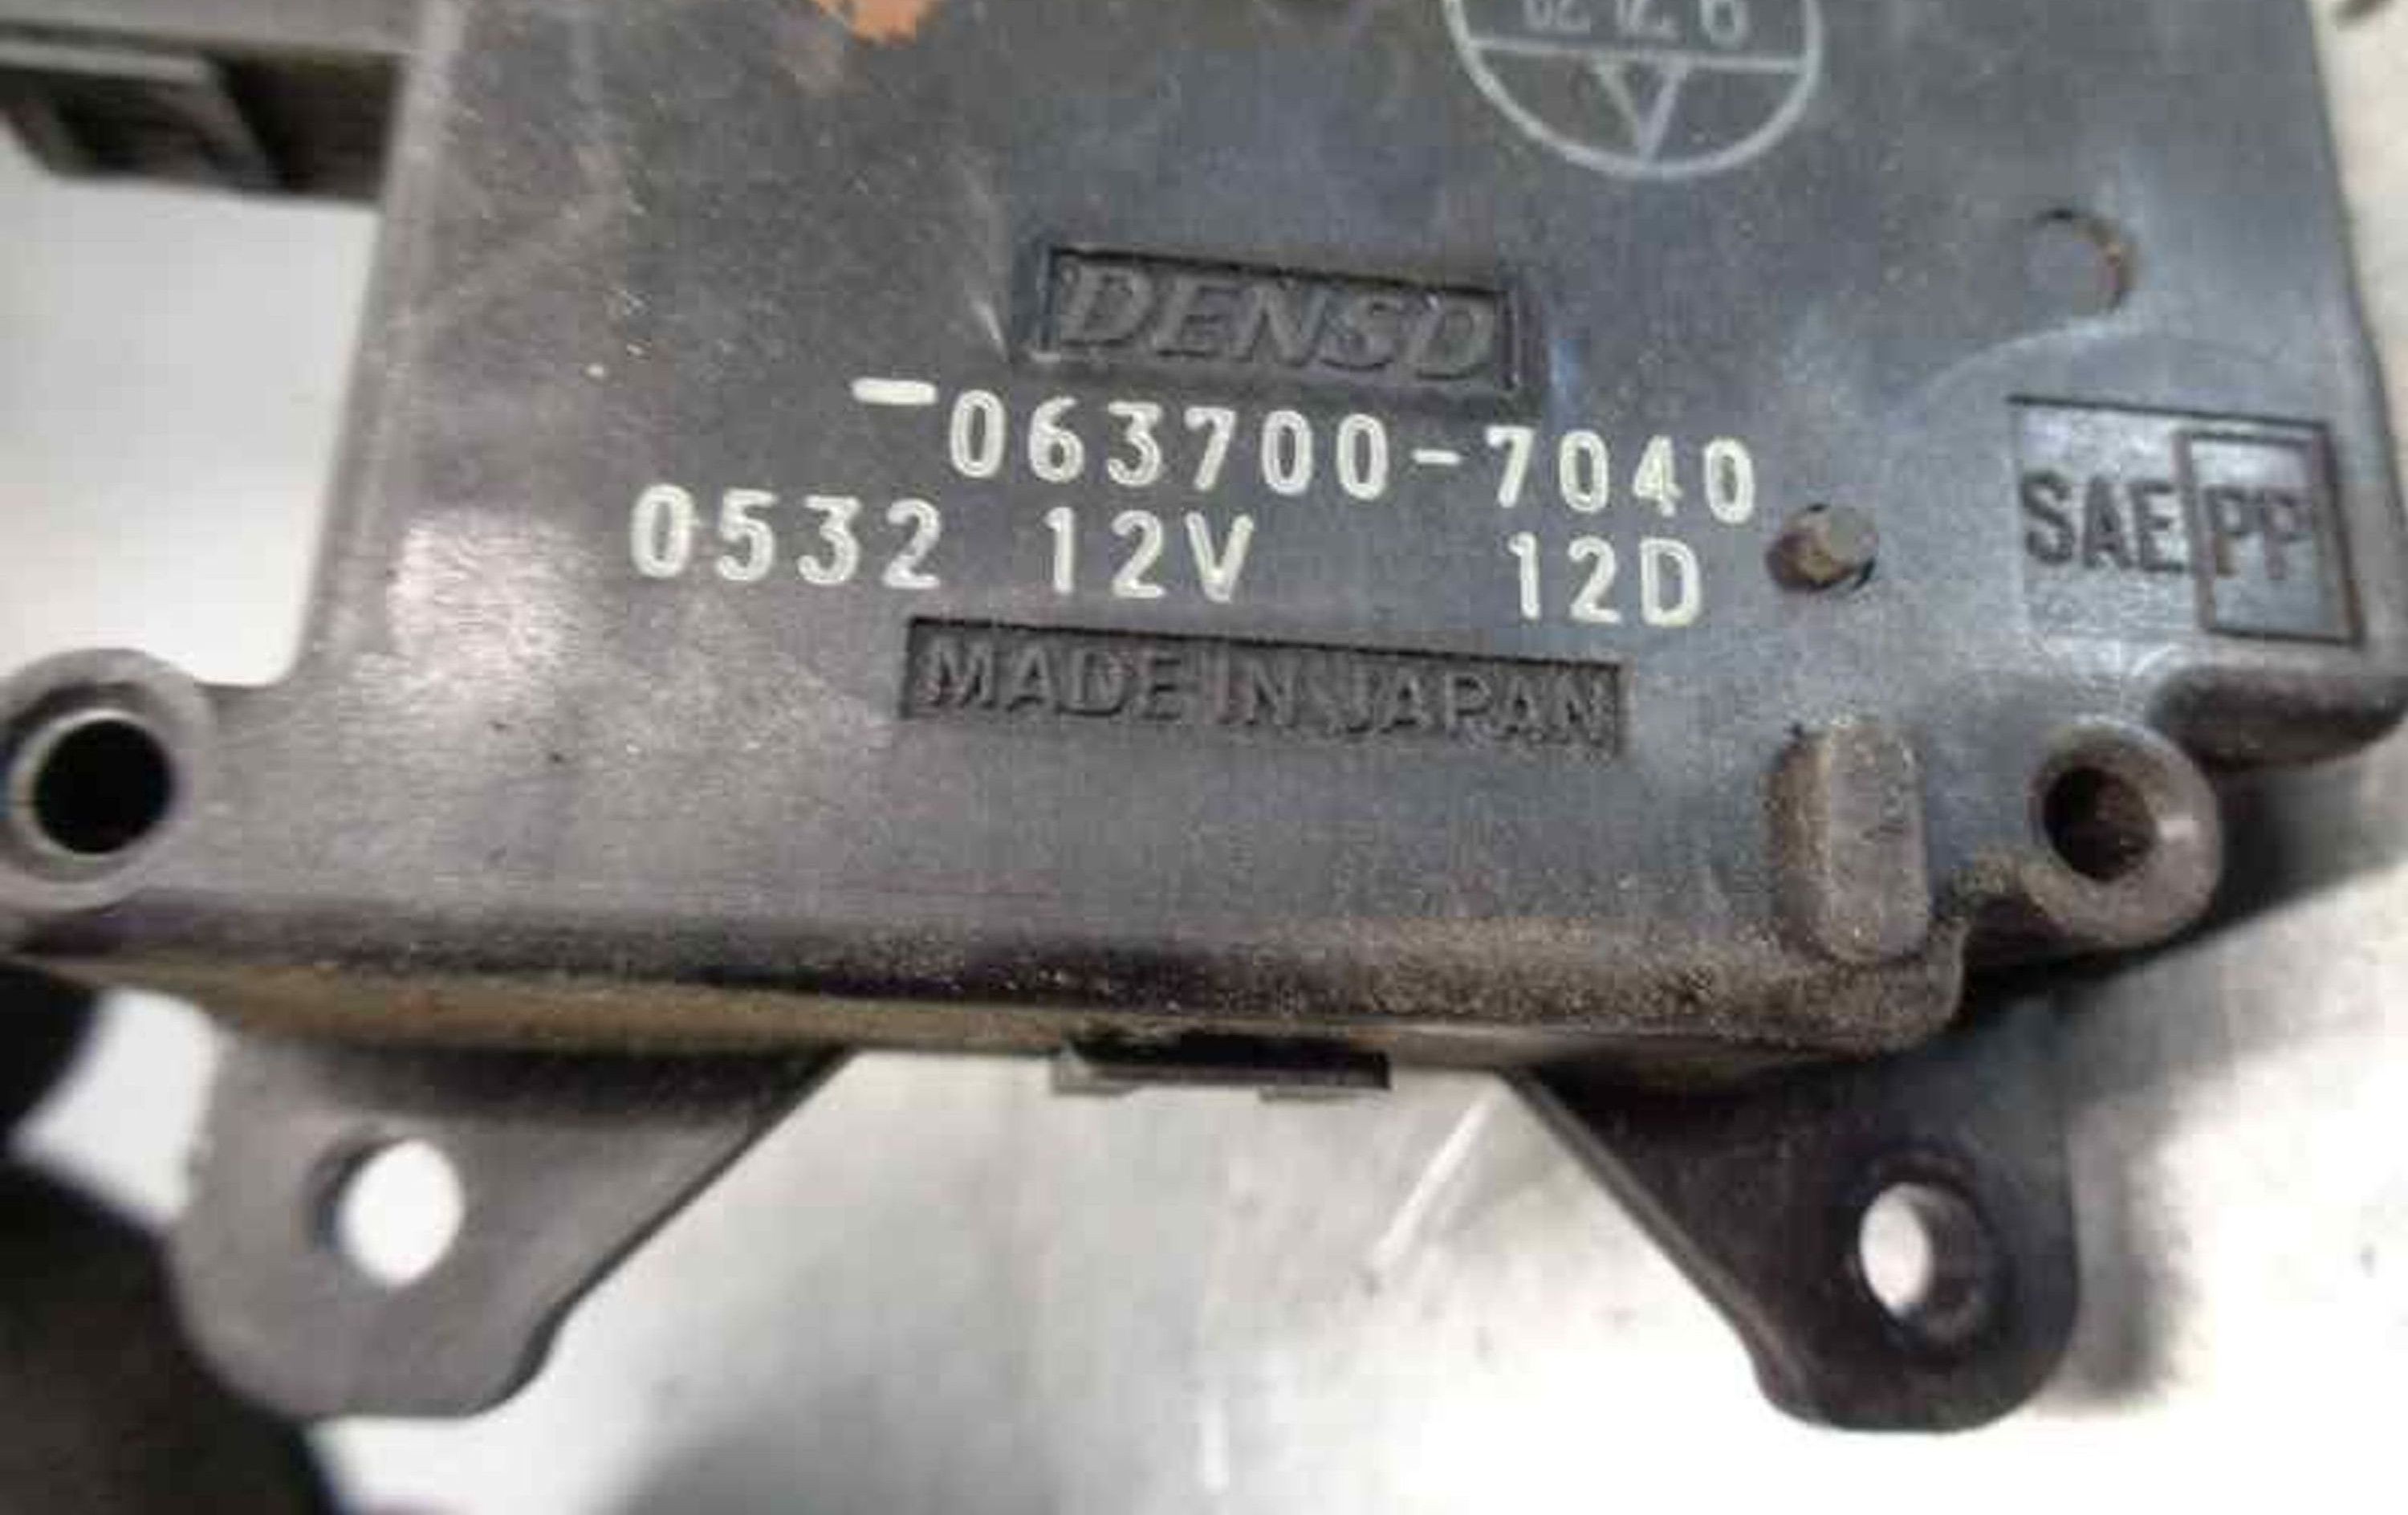 DENSO
-063700-7040
0532 12V 12D
SAE PP
MADE IN JAPAN